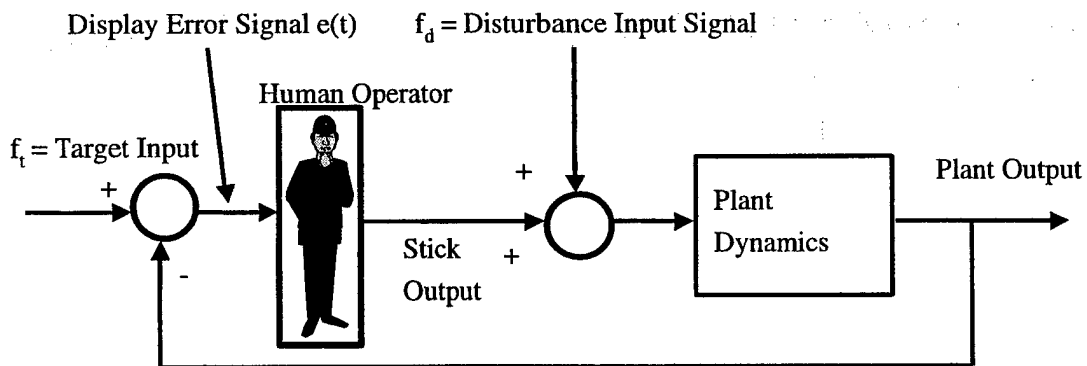 Display Error Signal e(t)
f_d = Disturbance Input Signal
Human Operator
f_t = Target Input
+
+
Plant Output
Plant
Dynamics
Stick
Output
+
-